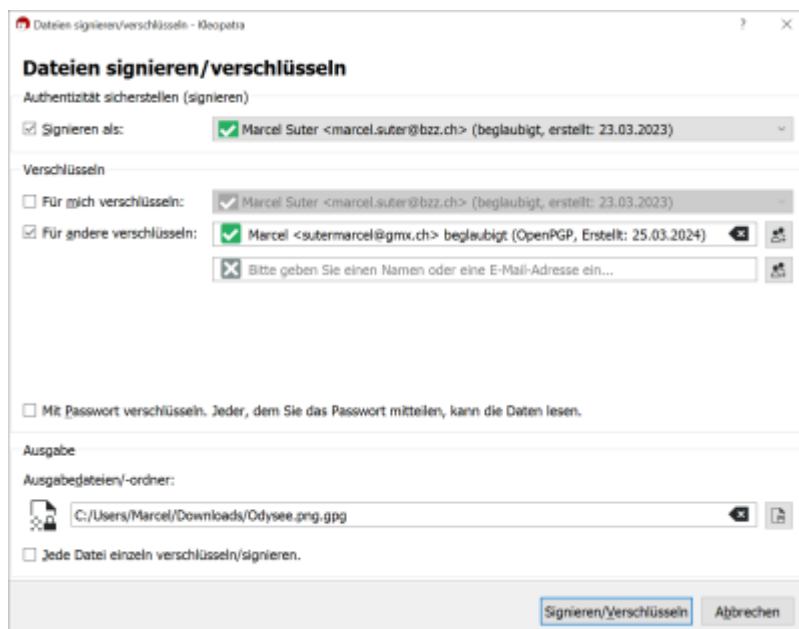 Dateien signieren/verschlüsseln - Kleopatra
Dateien signieren/verschlüsseln
Authentizität sicherstellen (signieren)
Signieren als: Marcel Suter <marcel.suter@bzz.ch> (beglaubigt, erstellt: 23.03.2023)
Verschlüsseln
Für mich verschlüsseln: Marcel Suter <marcel.suter@bzz.ch> (beglaubigt, erstellt: 23.03.2023)
Für andere verschlüsseln: Marcel <sutermarcel@gmx.ch> beglaubigt (OpenPGP, Erstellt: 25.03.2024)
Bitte geben Sie einen Namen oder eine E-Mail-Adresse ein...
Mit Passwort verschlüsseln. Jeder, dem Sie das Passwort mitteilen, kann die Daten lesen.
Ausgabe
Ausgabedateien/-ordner:
C:/Users/Marcel/Downloads/Odysee.png.gpg
Jede Datei einzeln verschlüsseln/signieren.
Signieren/Verschlüsseln Abbrechen